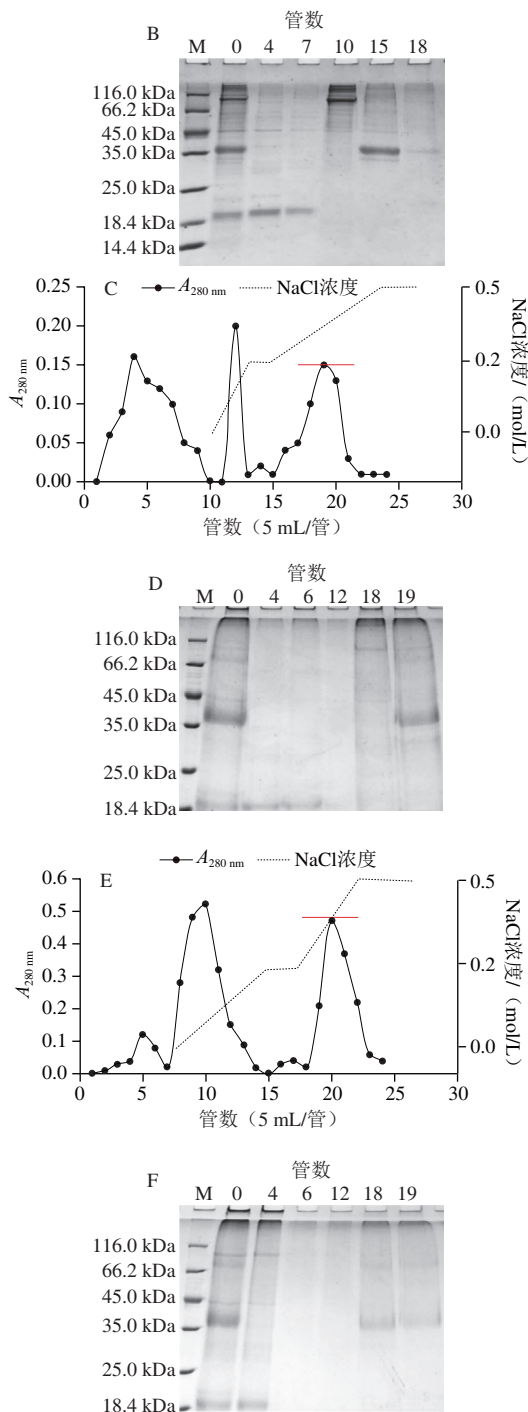 管数
B
M 0 4 7 10 15 18
116.0 kDa
66.2 kDa
45.0 kDa
35.0 kDa
25.0 kDa
18.4 kDa
14.4 kDa
C
A280 nm NaCl浓度
0.25
0.20
0.15
0.10
0.05
0.00
A280 nm
0.5
0.2
0.0
NaCl浓度/(mol/L)
0 5 10 15 20 25 30
管数(5 mL/管)
管数
D
M 0 4 6 12 18 19
116.0 kDa
66.2 kDa
45.0 kDa
35.0 kDa
25.0 kDa
18.4 kDa
A280 nm NaCl浓度
E
0.6
0.5
0.4
0.3
0.2
0.1
0.0
A280 nm
0.5
0.2
0.0
NaCl浓度/(mol/L)
0 5 10 15 20 25 30
管数(5 mL/管)
管数
F
M 0 4 6 12 18 19
116.0 kDa
66.2 kDa
45.0 kDa
35.0 kDa
25.0 kDa
18.4 kDa